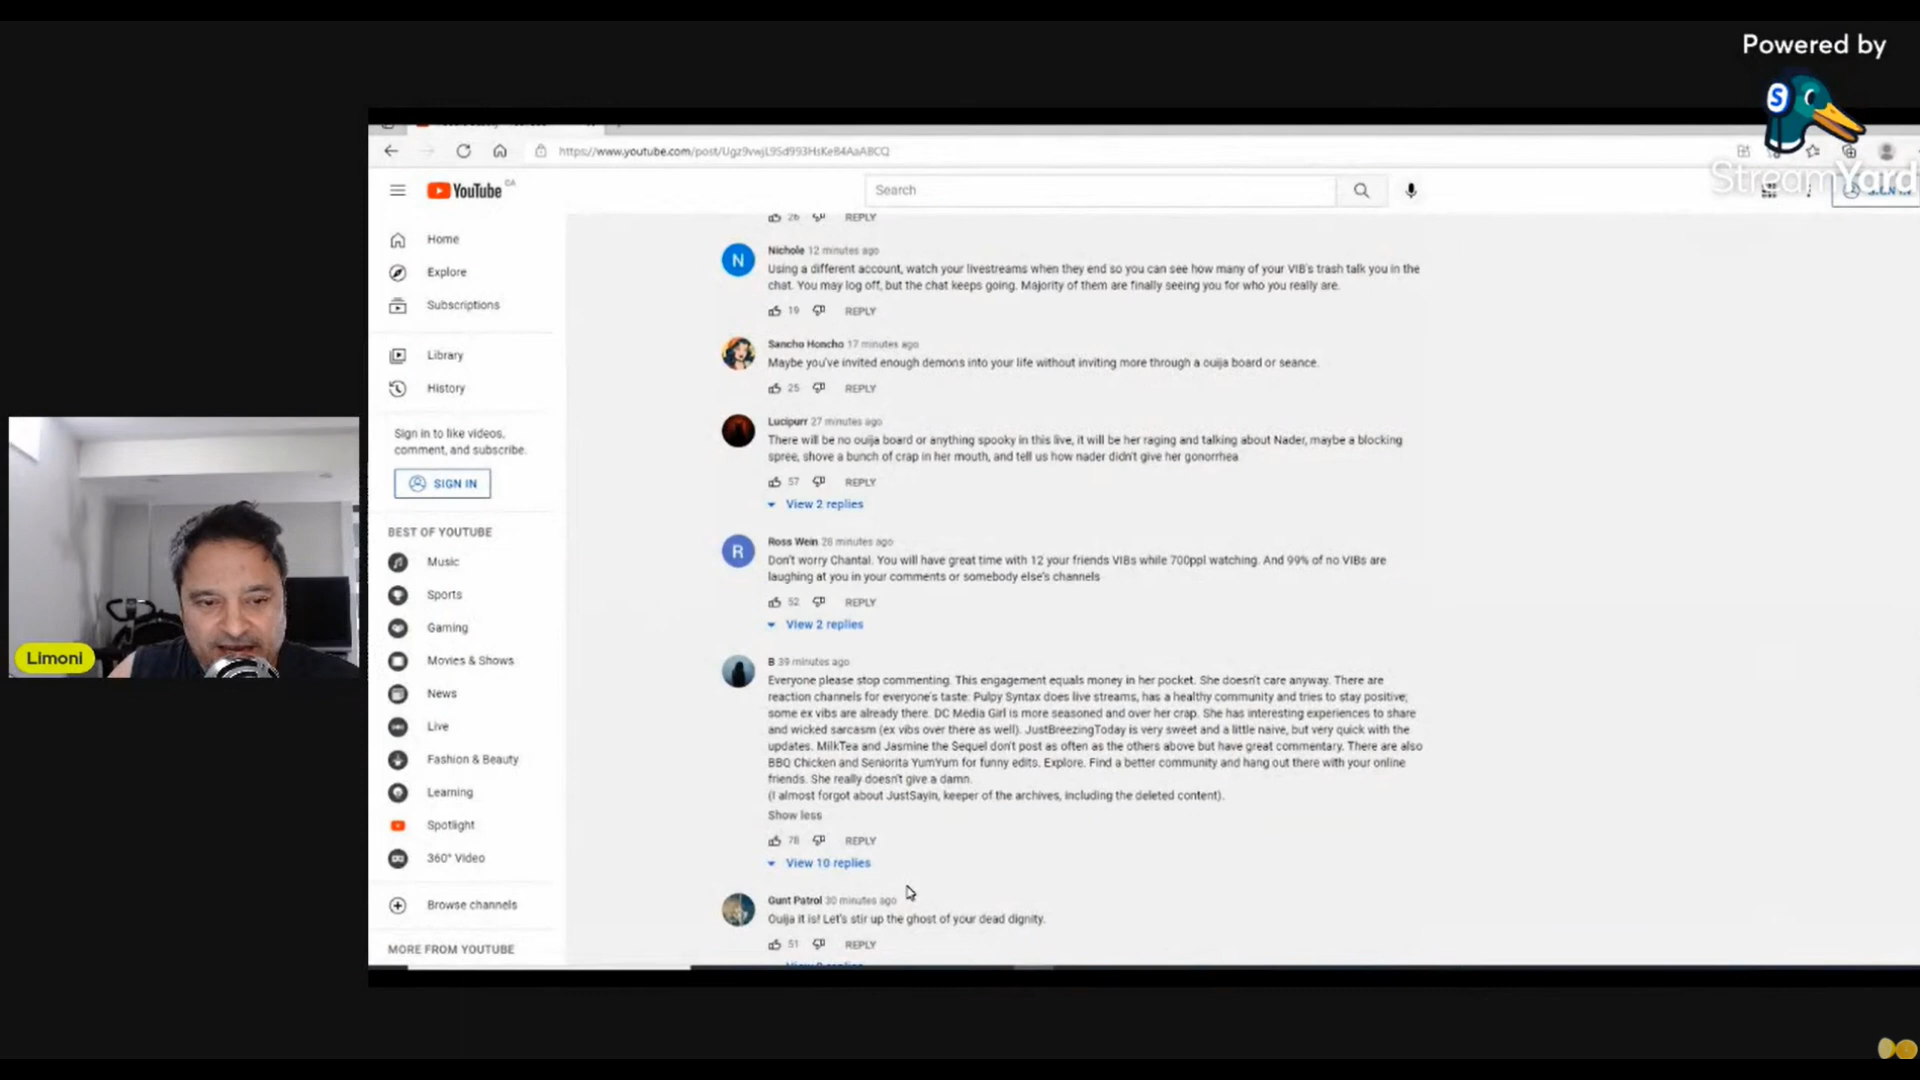 Powered by
StreamYard
https://www.youtube.com/post/Ugz9vwjL95d993HsKeB4AaABCQ
YouTube CA
Search
SIGN IN
Home
Explore
Subscriptions
Library
History
Sign in to like videos,
comment, and subscribe.
SIGN IN
BEST OF YOUTUBE
Music
Sports
Gaming
Movies & Shows
News
Live
Fashion & Beauty
Learning
Spotlight
360° Video
Browse channels
MORE FROM YOUTUBE
Limoni
26 REPLY
N
Nichole 12 minutes ago
Using a different account, watch your livestreams when they end so you can see how many of your VIB's trash talk you in the
chat. You may log off, but the chat keeps going. Majority of them are finally seeing you for who you really are.
19 REPLY
Sancho Honcho 17 minutes ago
Maybe you've invited enough demons into your life without inviting more through a ouija board or seance.
25 REPLY
Lucipurr 27 minutes ago
There will be no ouija board or anything spooky in this live, it will be her raging and talking about Nader, maybe a blocking
spree, shove a bunch of crap in her mouth, and tell us how nader didn't give her gonorrhea
57 REPLY
View 2 replies
R
Ross Wein 28 minutes ago
Don't worry Chantal. You will have great time with 12 your friends VIBs while 700ppl watching. And 99% of no VIBs are
laughing at you in your comments or somebody else's channels
52 REPLY
View 2 replies
B 39 minutes ago
Everyone please stop commenting. This engagement equals money in her pocket. She doesn't care anyway. There are
reaction channels for everyone's taste: Pulpy Syntax does live streams, has a healthy community and tries to stay positive;
some ex vibs are already there. DC Media Girl is more seasoned and over her crap. She has interesting experiences to share
and wicked sarcasm (ex vibs over there as well). JustBreezingToday is very sweet and a little naive, but very quick with the
updates. MilkTea and Jasmine the Sequel don't post as often as the others above but have great commentary. There are also
BBQ Chicken and Seniorita YumYum for funny edits. Explore. Find a better community and hang out there with your online
friends. She really doesn't give a damn.
(I almost forgot about JustSayin, keeper of the archives, including the deleted content).
Show less
78 REPLY
View 10 replies
Gunt Patrol 30 minutes ago
Ouija it is! Let's stir up the ghost of your dead dignity.
51 REPLY